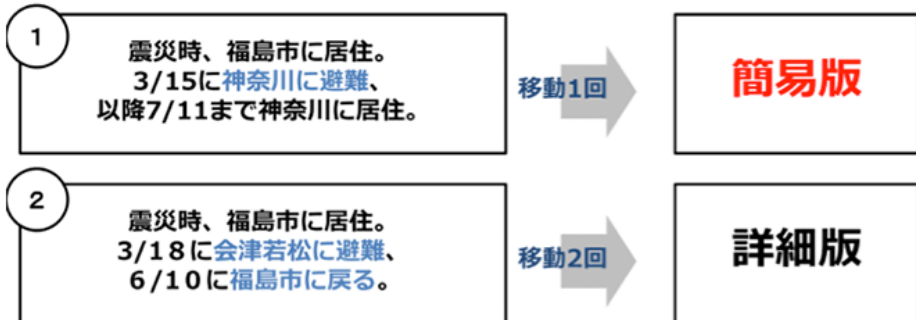 1
震災時、福島市に居住。
3/15に神奈川に避難、
以降7/11まで神奈川に居住。
移動1回
簡易版
2
震災時、福島市に居住。
3/18に会津若松に避難、
6/10に福島市に戻る。
移動2回
詳細版